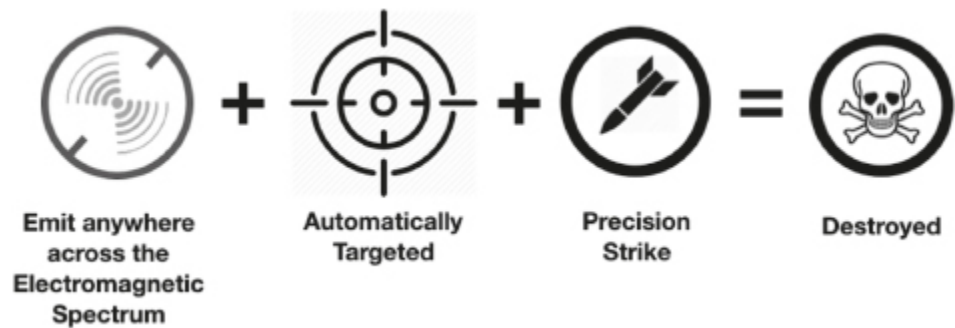 Emit anywhere
across the
Electromagnetic
Spectrum
Automatically
Targeted
Precision
Strike
Destroyed